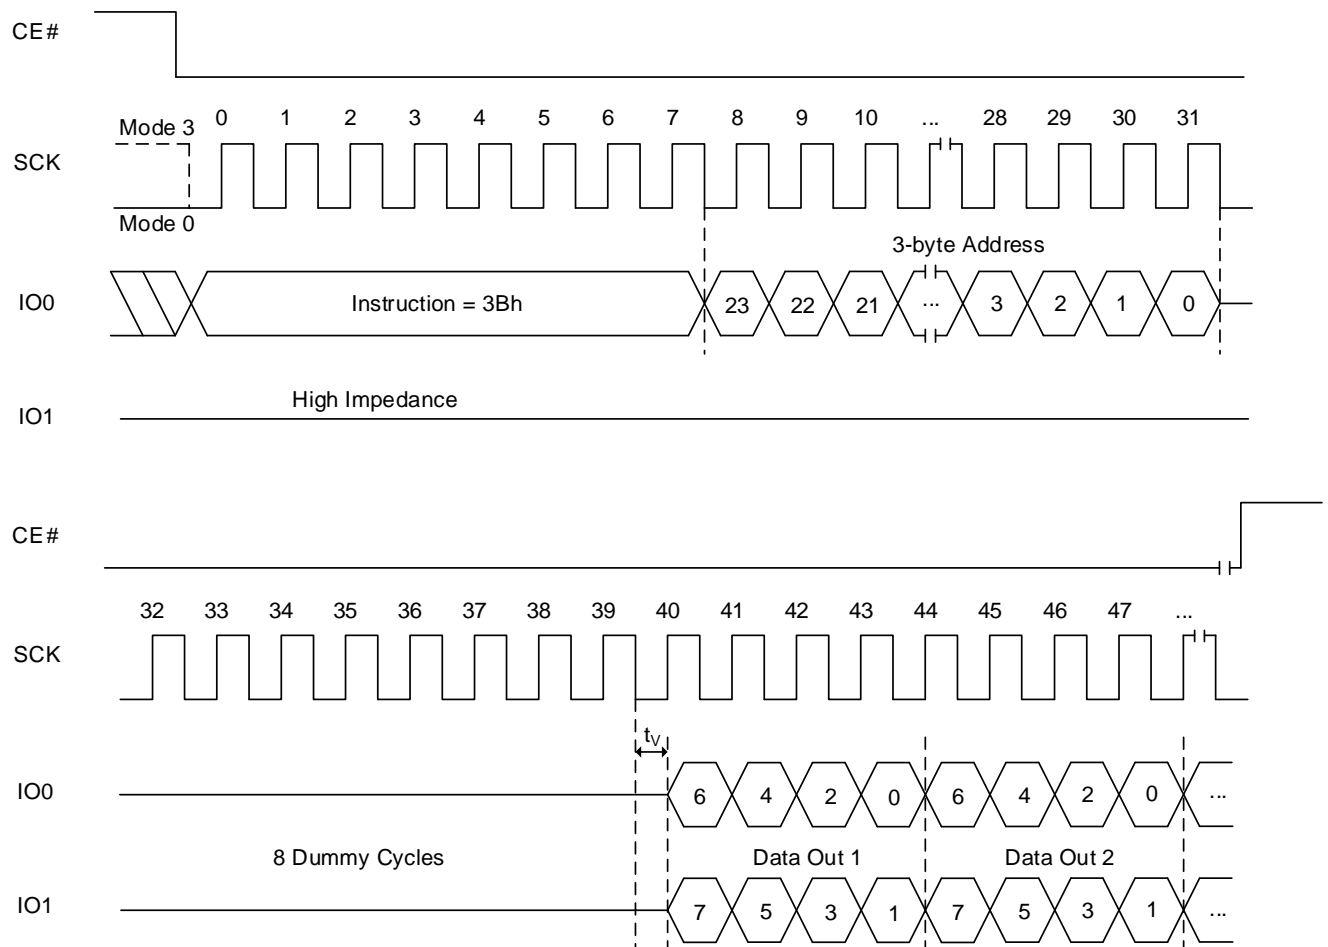 CE#
Mode 3 0 1 2 3 4 5 6 7 8 9 10 ... 28 29 30 31
SCK
Mode 0
3-byte Address
IO0 Instruction = 3Bh 23 22 21 ... 3 2 1 0
High Impedance
IO1
CE#
32 33 34 35 36 37 38 39 40 41 42 43 44 45 46 47 ...
SCK
tV
IO0 6 4 2 0 6 4 2 0 ...
8 Dummy Cycles Data Out 1 Data Out 2
IO1 7 5 3 1 7 5 3 1 ...